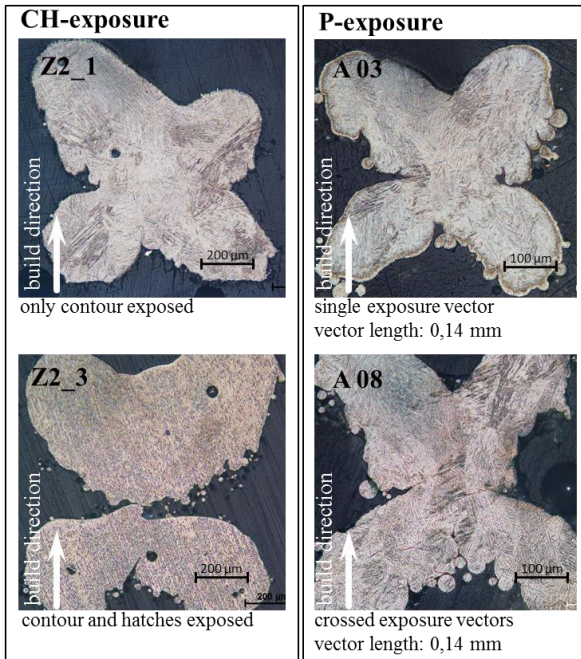 CH-exposure
Z2_1
build direction
200 µm
only contour exposed
Z2_3
build direction
200 µm
200 µm
contour and hatches exposed
P-exposure
A 03
build direction
100 µm
single exposure vector
vector length: 0,14 mm
A 08
build direction
100 µm
crossed exposure vectors
vector length: 0,14 mm